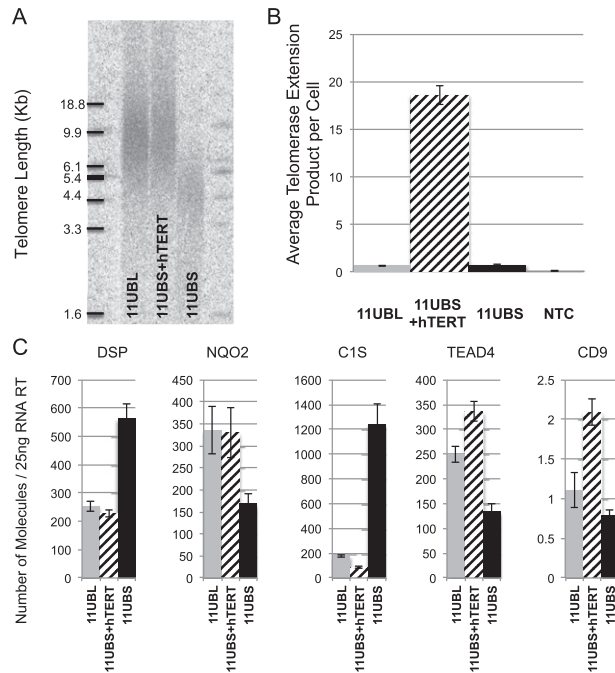 A
Telomere Length (Kb)
18.8
9.9
6.1
5.4
4.4
3.3
1.6
11UBL
11UBS+hTERT
11UBS
B
Average Telomerase Extension
Product per Cell
30
25
20
15
10
5
0
11UBL
11UBS
+hTERT
11UBS
NTC
C
Number of Molecules / 25ng RNA RT
DSP
700
600
500
400
300
200
100
0
11UBL
11UBS+hTERT
11UBS
NQO2
450
400
350
300
250
200
150
100
50
0
11UBL
11UBS+hTERT
11UBS
C1S
1600
1400
1200
1000
800
600
400
200
0
11UBL
11UBS+hTERT
11UBS
TEAD4
400
350
300
250
200
150
100
50
0
11UBL
11UBS+hTERT
11UBS
CD9
2.5
2
1.5
1
0.5
0
11UBL
11UBS+hTERT
11UBS